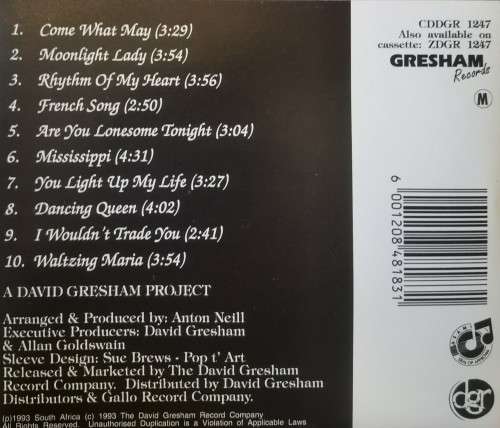 1. Come What May (3:29)
2. Moonlight Lady (3:54)
3. Rhythm Of My Heart (3:56)
4. French Song (2:50)
5. Are You Lonesome Tonight (3:04)
6. Mississippi (4:31)
7. You Light Up My Life (3:27)
8. Dancing Queen (4:02)
9. I Wouldn't Trade You (2:41)
10. Waltzing Maria (3:54)
A DAVID GRESHAM PROJECT
Arranged & Produced by: Anton Neill
Executive Producers: David Gresham
& Allan Goldswain
Sleeve Design: Sue Brews - Pop t' Art
Released & Marketed by The David Gresham
Record Company. Distributed by David Gresham
Distributors & Gallo Record Company.
(p)1993 South Africa (c) 1993 The David Gresham Record Company
All Rights Reserved. Unauthorised Duplication is a Violation of Applicable Laws
CDDGR 1247
Also available on
cassette: ZDGR 1247
GRESHAM
Records
M
6 001208 481831
dgr